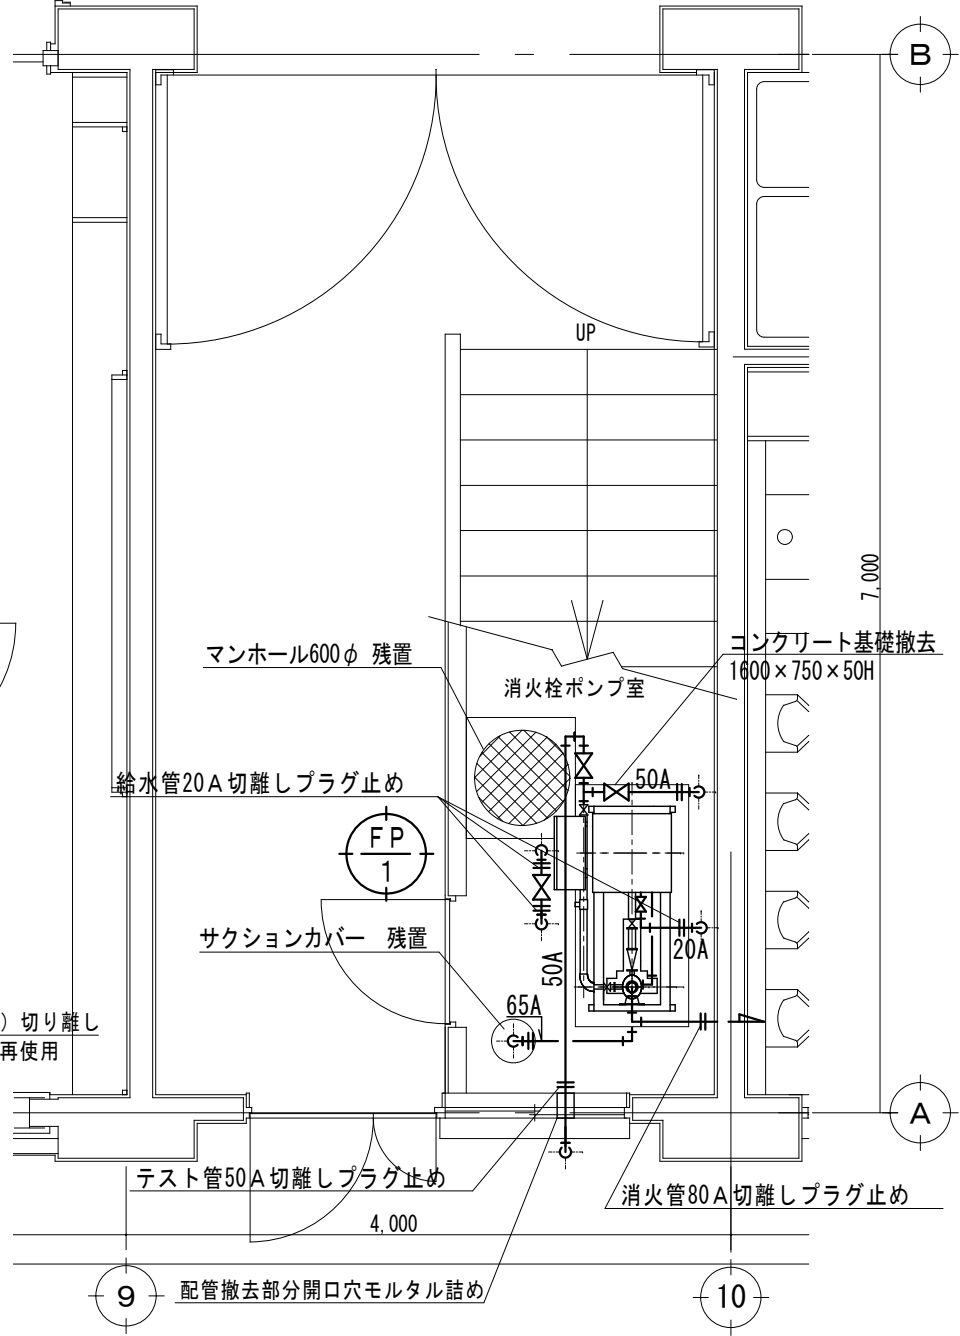 B
UP
7,000
コンクリート基礎撤去
1600×750×50H
マンホール600φ 残置
消火栓ポンプ室
50A
給水管20A切離しプラグ止め
FP
1
サクションカバー 残置
20A
50A
65A
）切り離し
再使用
A
テスト管50A切離しプラグ止め
消火管80A切離しプラグ止め
4,000
9
配管撤去部分開口穴モルタル詰め
10